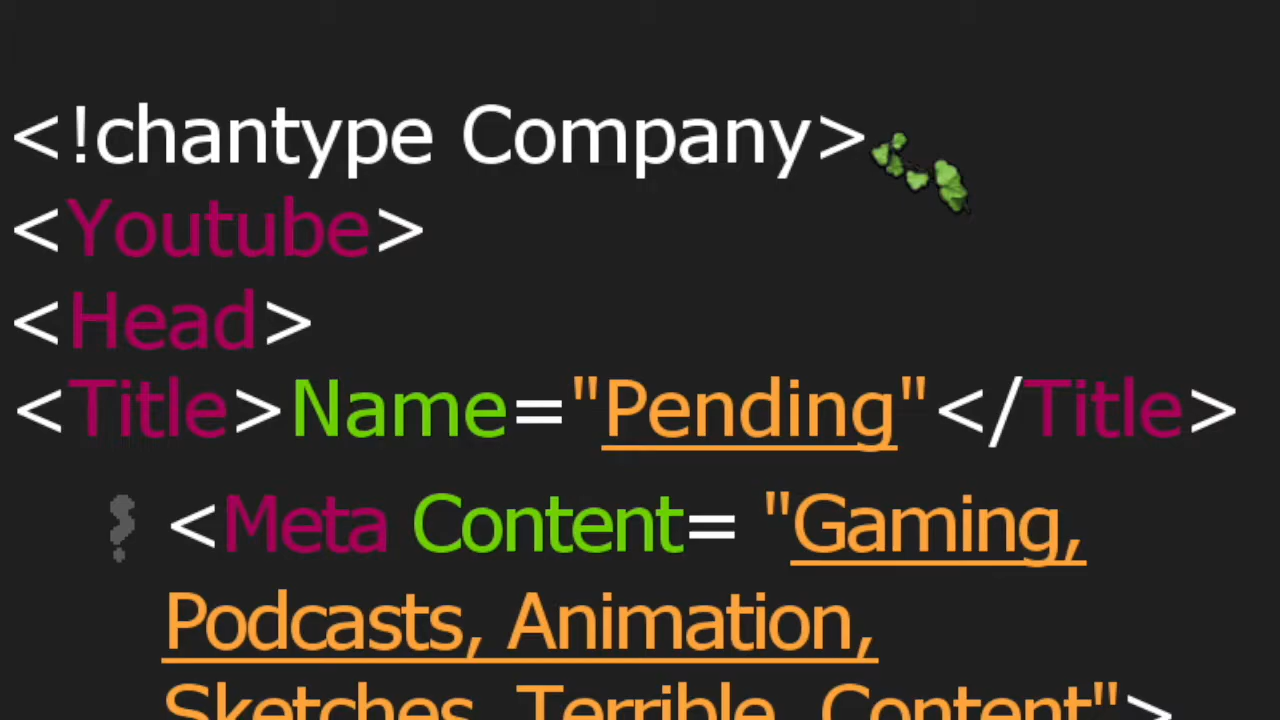 <!chantype Company>
<Youtube>
<Head>
<Title>Name="Pending"</Title>
<Meta Content= "Gaming,
Podcasts, Animation,
Sketches, Terrible, Content">